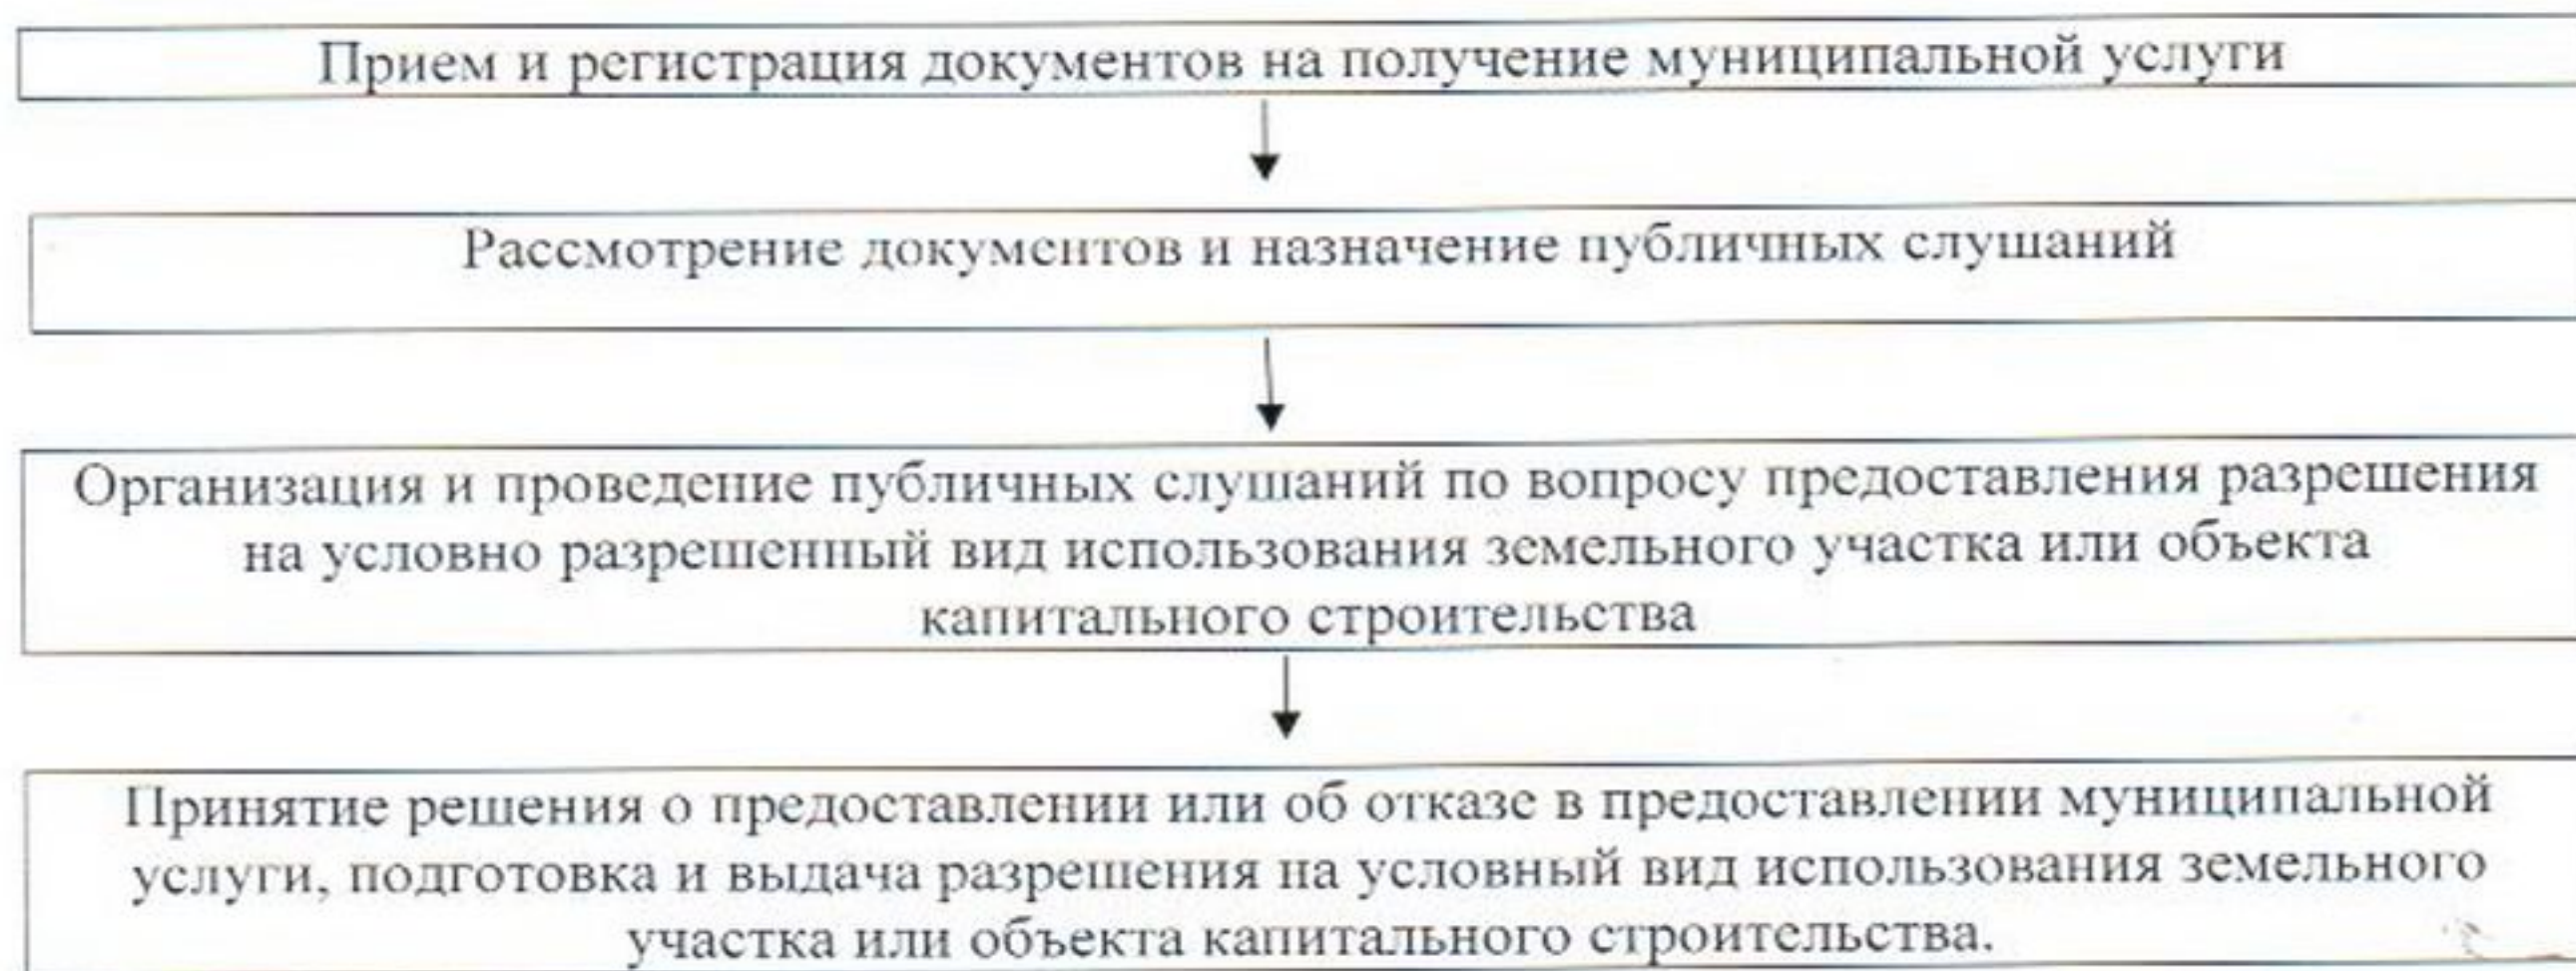 Прием и регистрация документов на получение муниципальной услуги
Рассмотрение документов и назначение публичных слушаний
Организация и проведение публичных слушаний по вопросу предоставления разрешения
на условно разрешенный вид использования земельного участка или объекта
капитального строительства
Принятие решения о предоставлении или об отказе в предоставлении муниципальной
услуги, подготовка и выдача разрешения на условный вид использования земельного
участка или объекта капитального строительства.